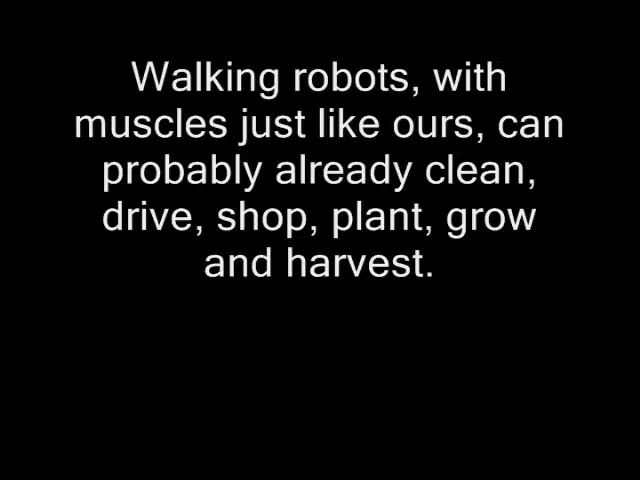 Walking robots, with
muscles just like ours, can
probably already clean,
drive, shop, plant, grow
and harvest.